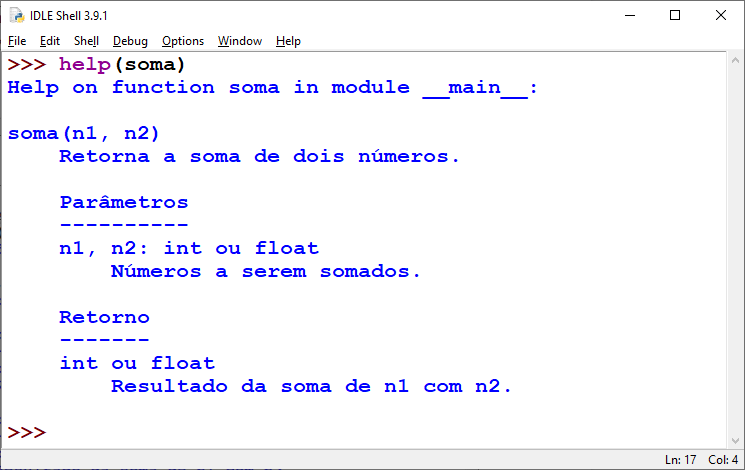 IDLE Shell 3.9.1
File Edit Shell Debug Options Window Help
>>> help(soma)
Help on function soma in module __main__:
soma(n1, n2)
Retorna a soma de dois números.
Parâmetros
----------
n1, n2: int ou float
Números a serem somados.
Retorno
-------
int ou float
Resultado da soma de n1 com n2.
>>>
Ln: 17 Col: 4